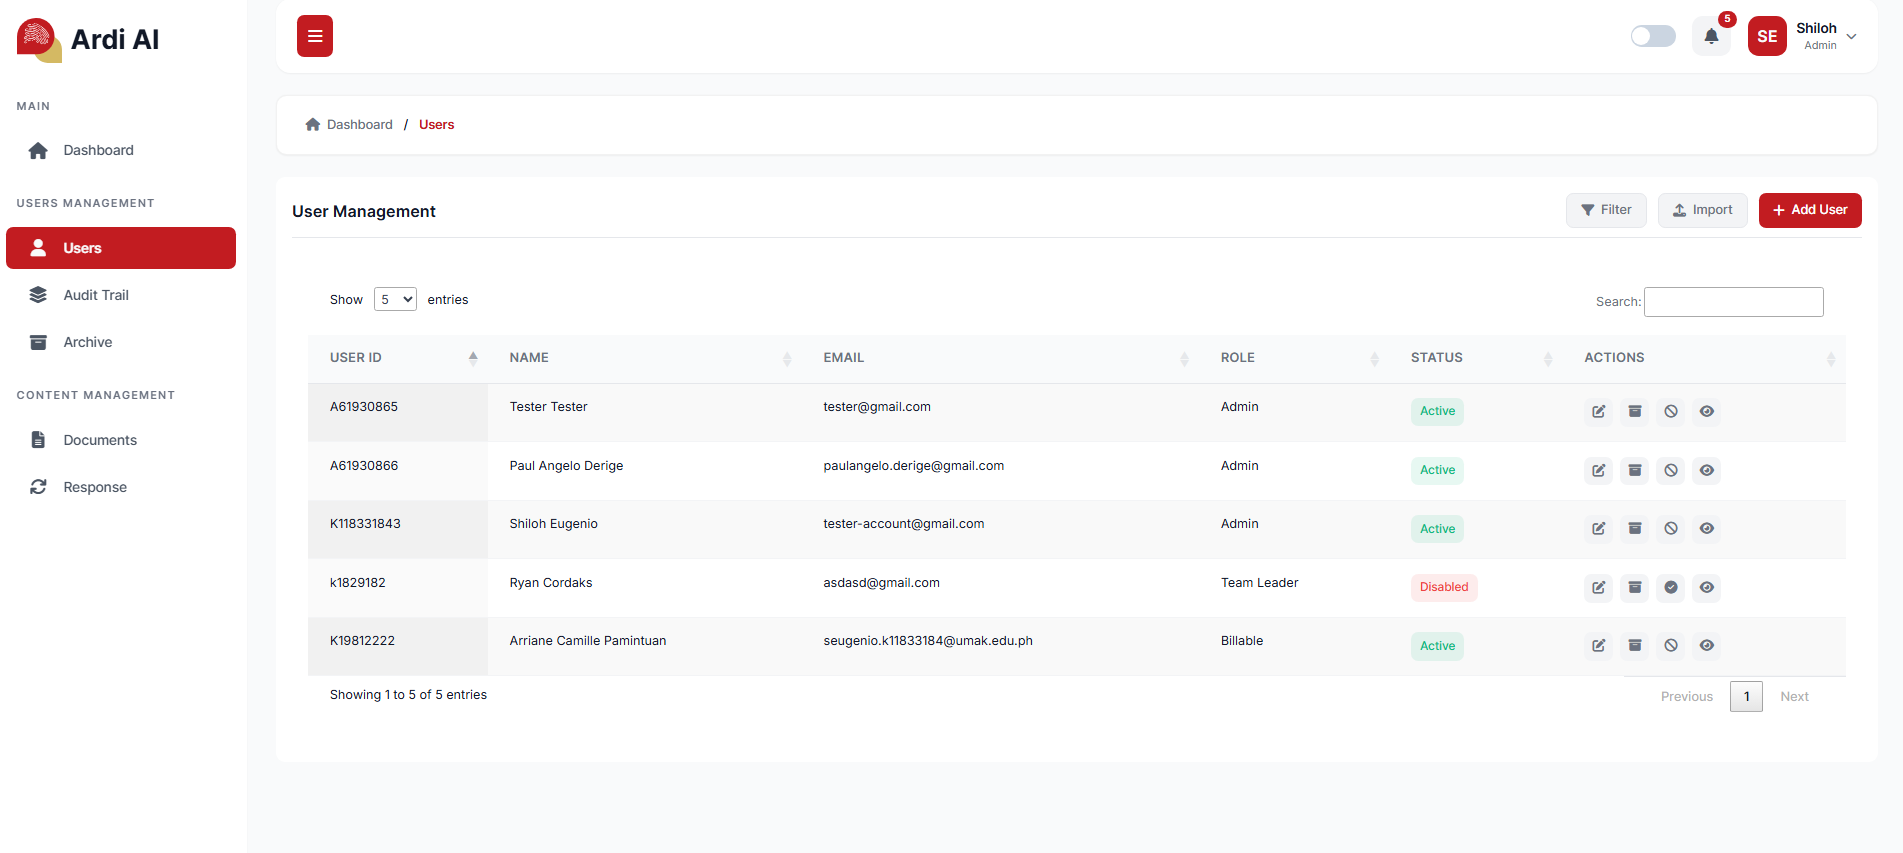 Ardi AI
5
SE
Shiloh
Admin
MAIN
Dashboard
USERS MANAGEMENT
Users
Audit Trail
Archive
CONTENT MANAGEMENT
Documents
Response
Dashboard / Users
User Management
Filter
Import
+ Add User
Show 5 entries
Search:
USER ID NAME EMAIL ROLE STATUS ACTIONS
A61930865 Tester Tester tester@gmail.com Admin Active
A61930866 Paul Angelo Derige paulangelo.derige@gmail.com Admin Active
K118331843 Shiloh Eugenio tester-account@gmail.com Admin Active
k1829182 Ryan Cordaks asdasd@gmail.com Team Leader Disabled
K19812222 Arriane Camille Pamintuan seugenio.k11833184@umak.edu.ph Billable Active
Showing 1 to 5 of 5 entries
Previous 1 Next